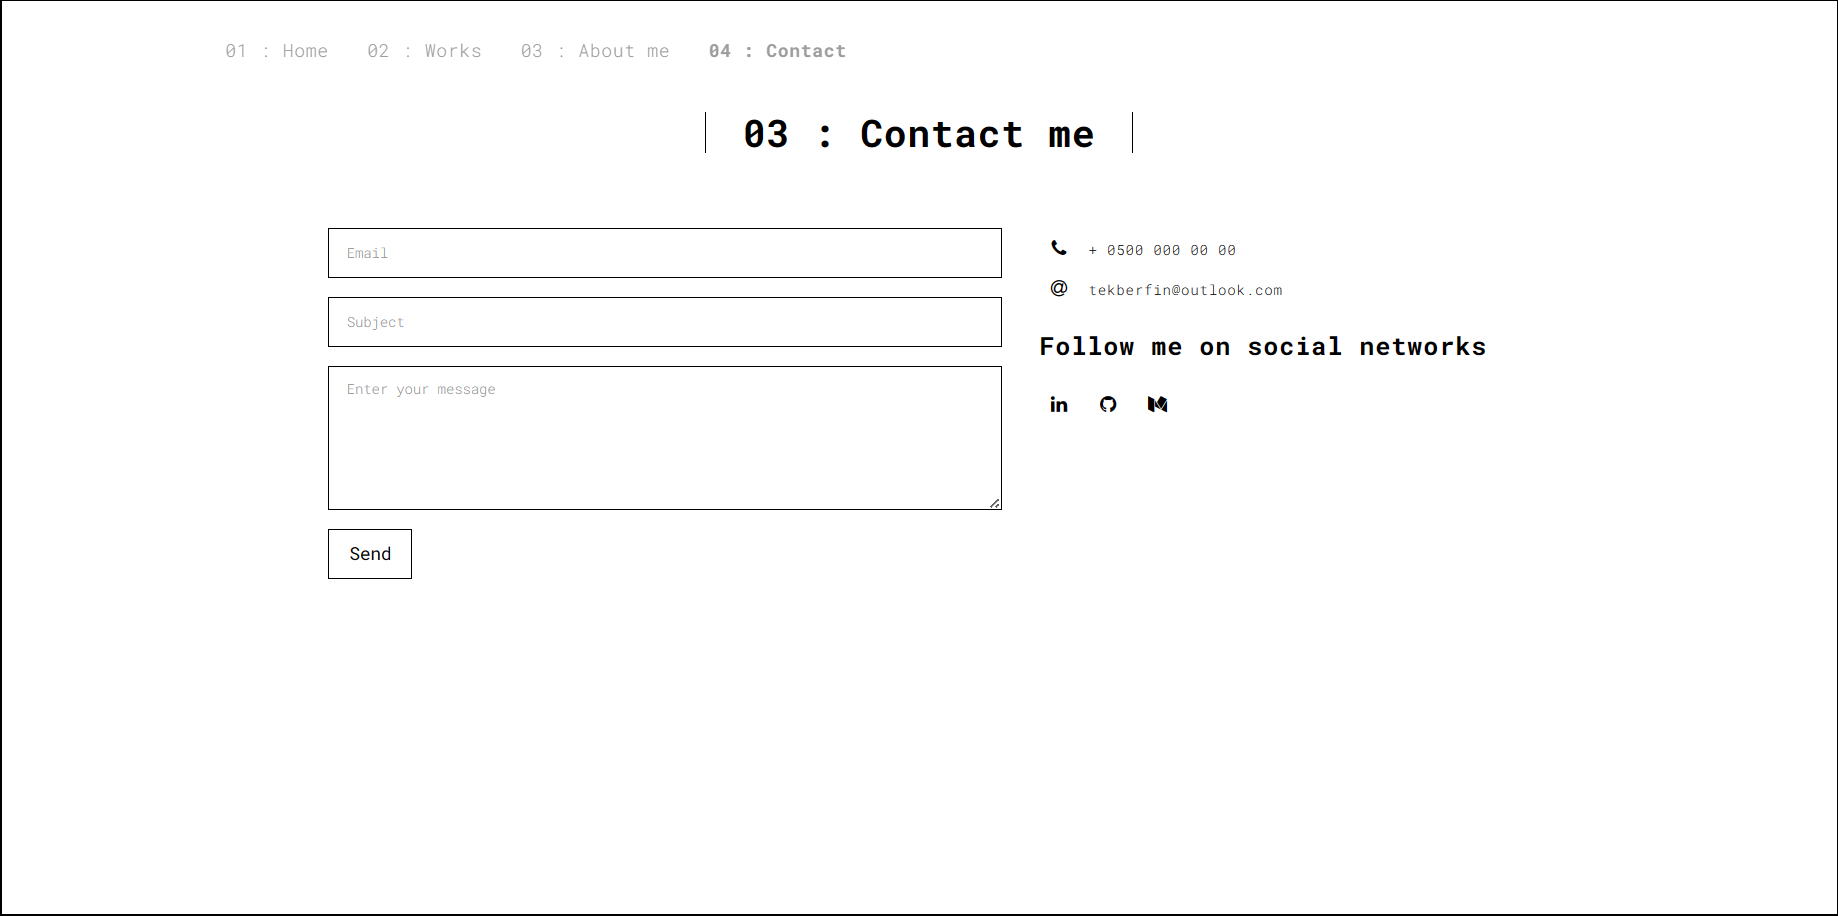 01 : Home 02 : Works 03 : About me 04 : Contact
03 : Contact me
Email
Subject
Enter your message
Send
+ 0500 000 00 00
@ tekberfin@outlook.com
Follow me on social networks
in